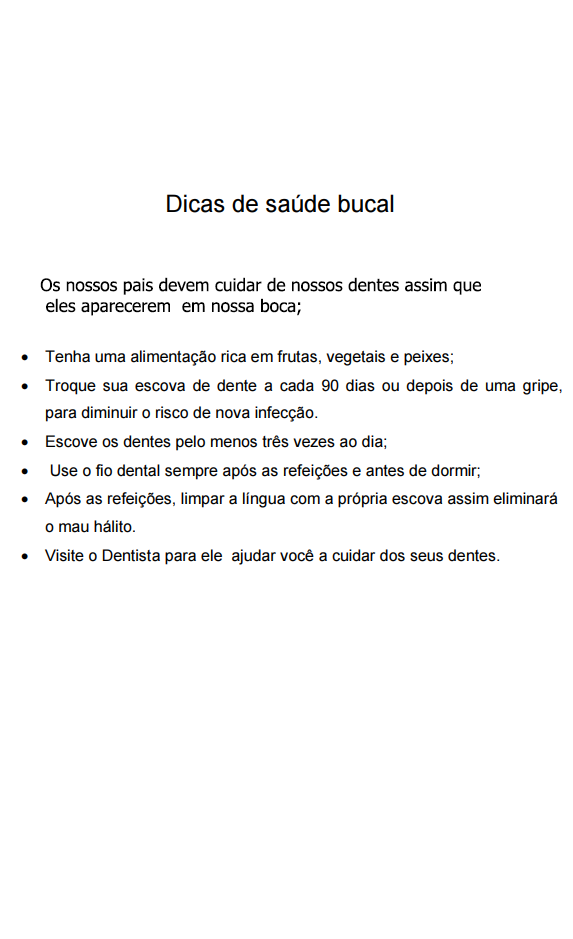 Dicas de saúde bucal
Os nossos pais devem cuidar de nossos dentes assim que
eles aparecerem  em nossa boca;
• Tenha uma alimentação rica em frutas, vegetais e peixes;
• Troque sua escova de dente a cada 90 dias ou depois de uma gripe,
para diminuir o risco de nova infecção.
• Escove os dentes pelo menos três vezes ao dia;
• Use o fio dental sempre após as refeições e antes de dormir;
• Após as refeições, limpar a língua com a própria escova assim eliminará
o mau hálito.
• Visite o Dentista para ele  ajudar você a cuidar dos seus dentes.